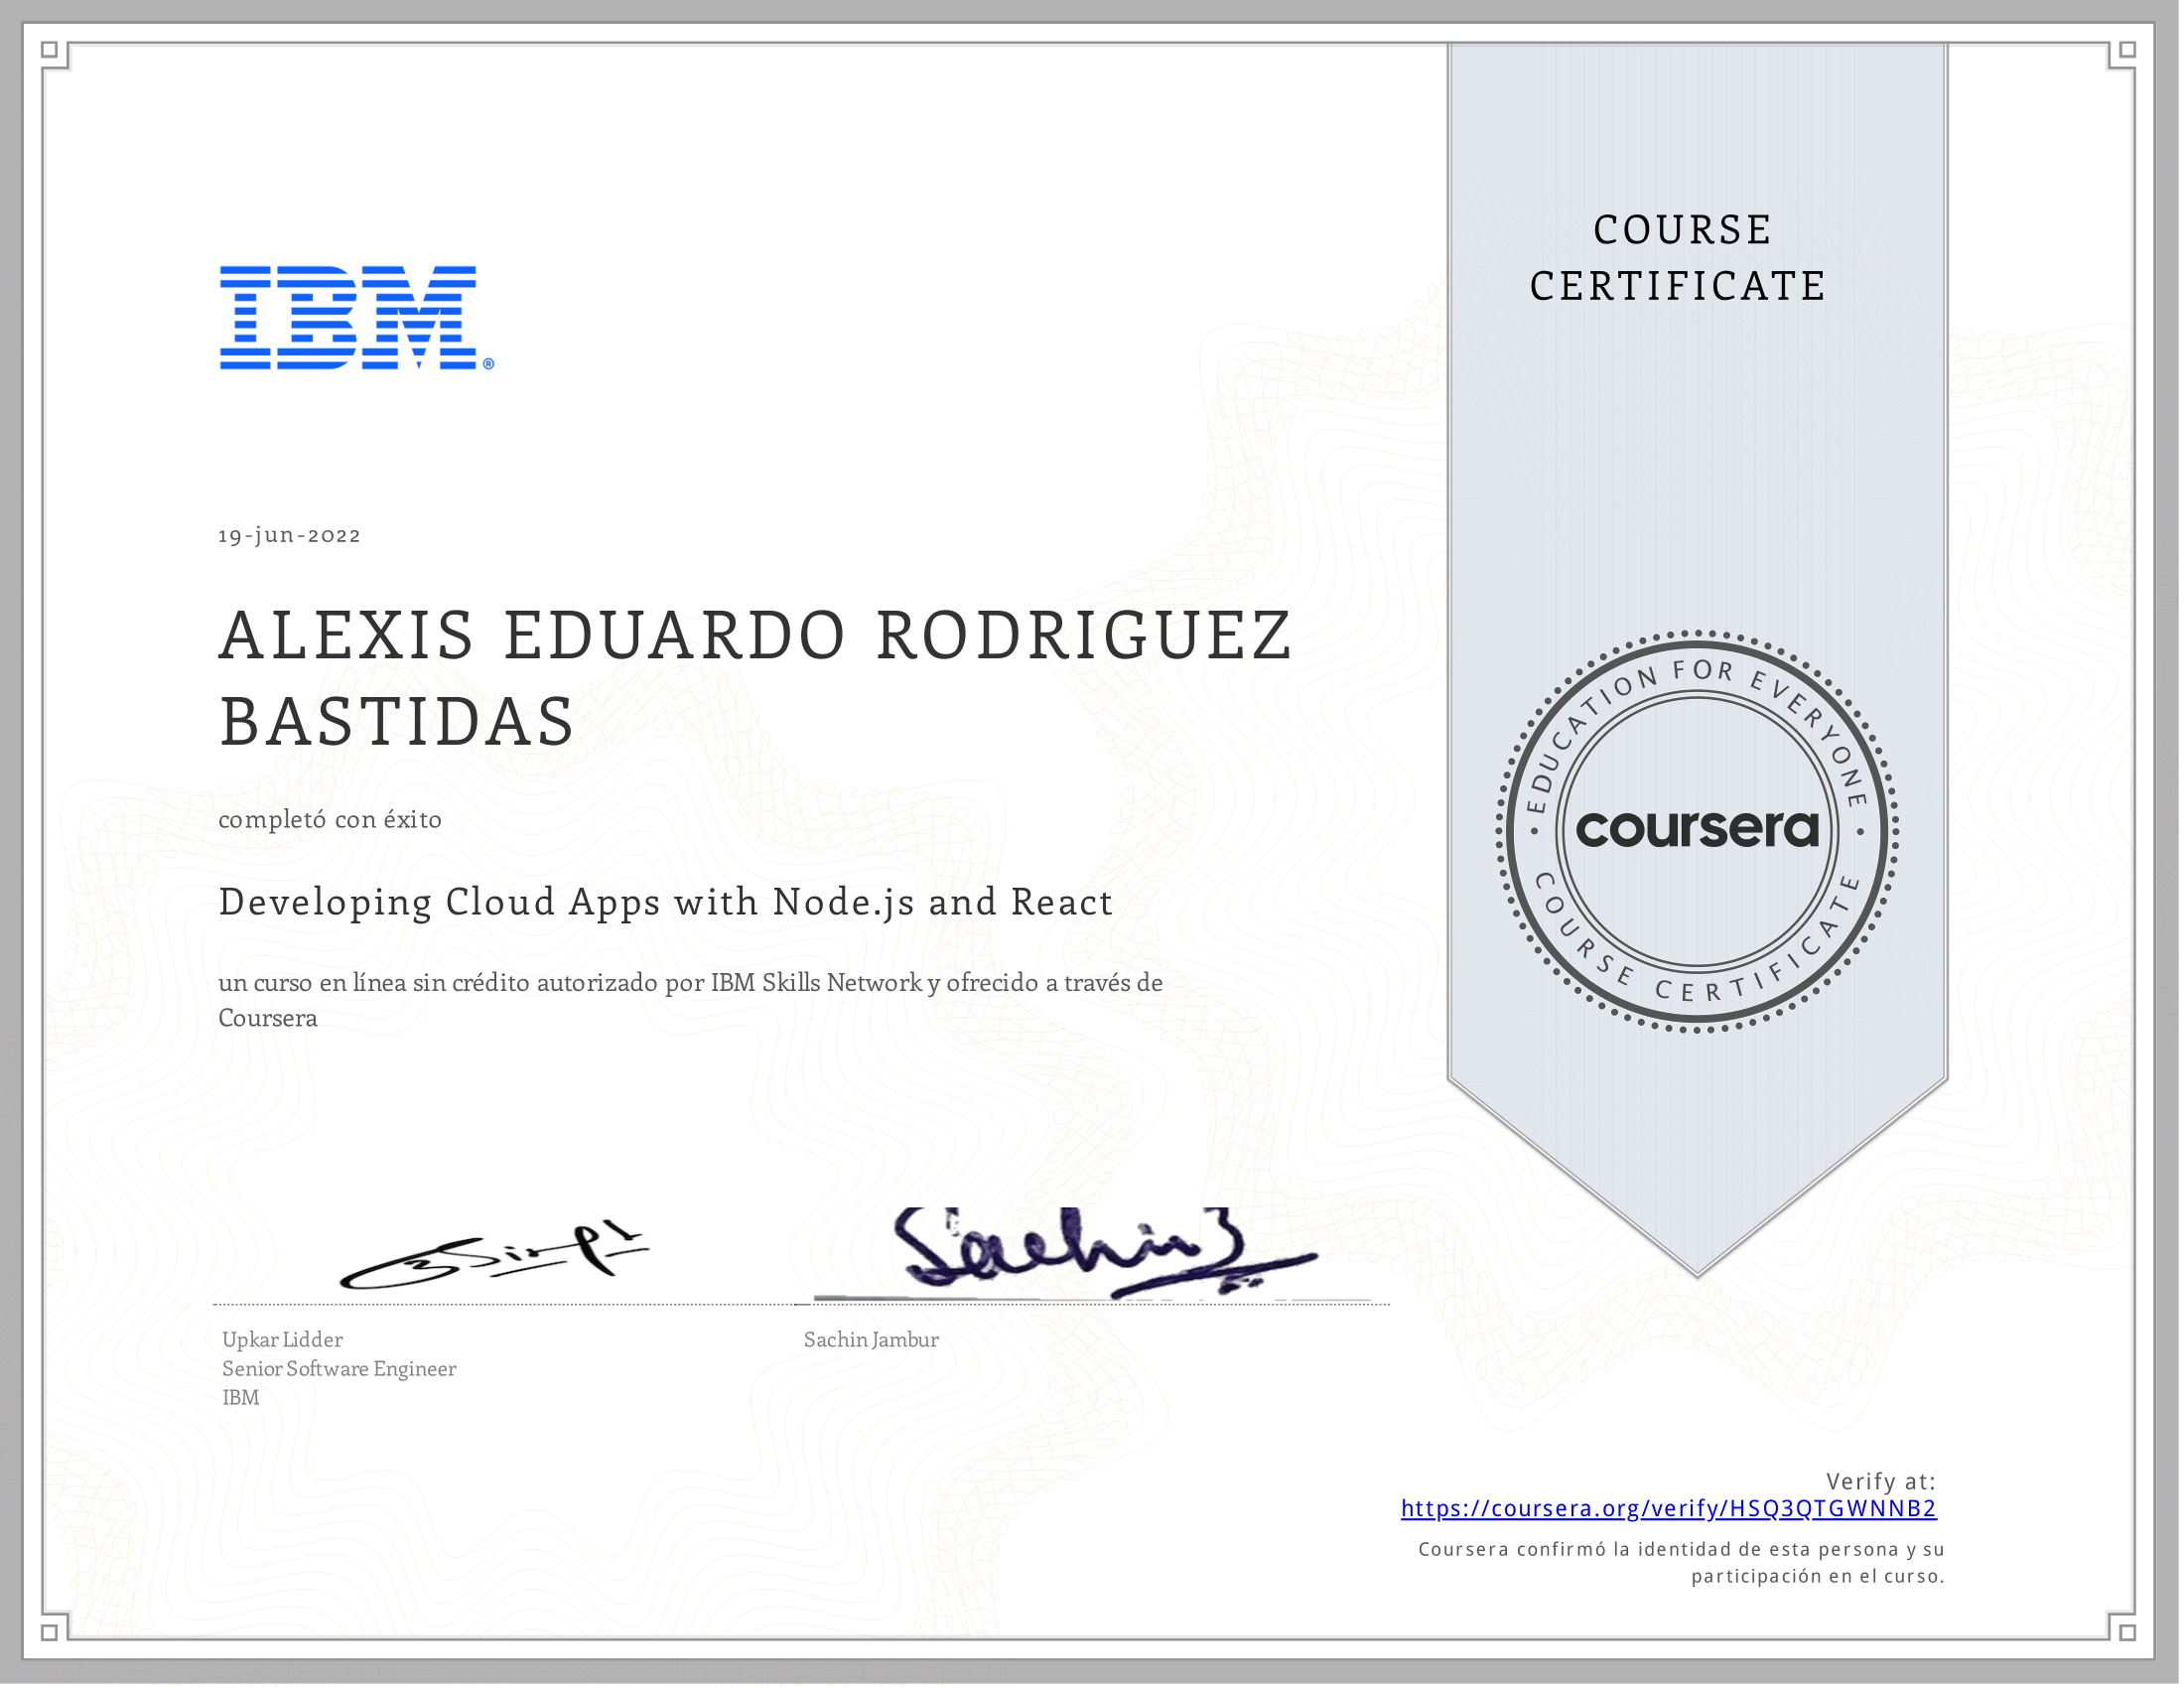 COURSE
CERTIFICATE
IBM®
19-jun-2022
ALEXIS EDUARDO RODRIGUEZ
BASTIDAS
completó con éxito
Developing Cloud Apps with Node.js and React
un curso en línea sin crédito autorizado por IBM Skills Network y ofrecido a través de
Coursera
• EDUCATION FOR EVERYONE •
coursera
COURSE CERTIFICATE
Sachin J
Upkar Lidder
Senior Software Engineer
IBM
Sachin Jambur
Verify at:
https://coursera.org/verify/HSQ3QTGWNNB2
Coursera confirmó la identidad de esta persona y su
participación en el curso.